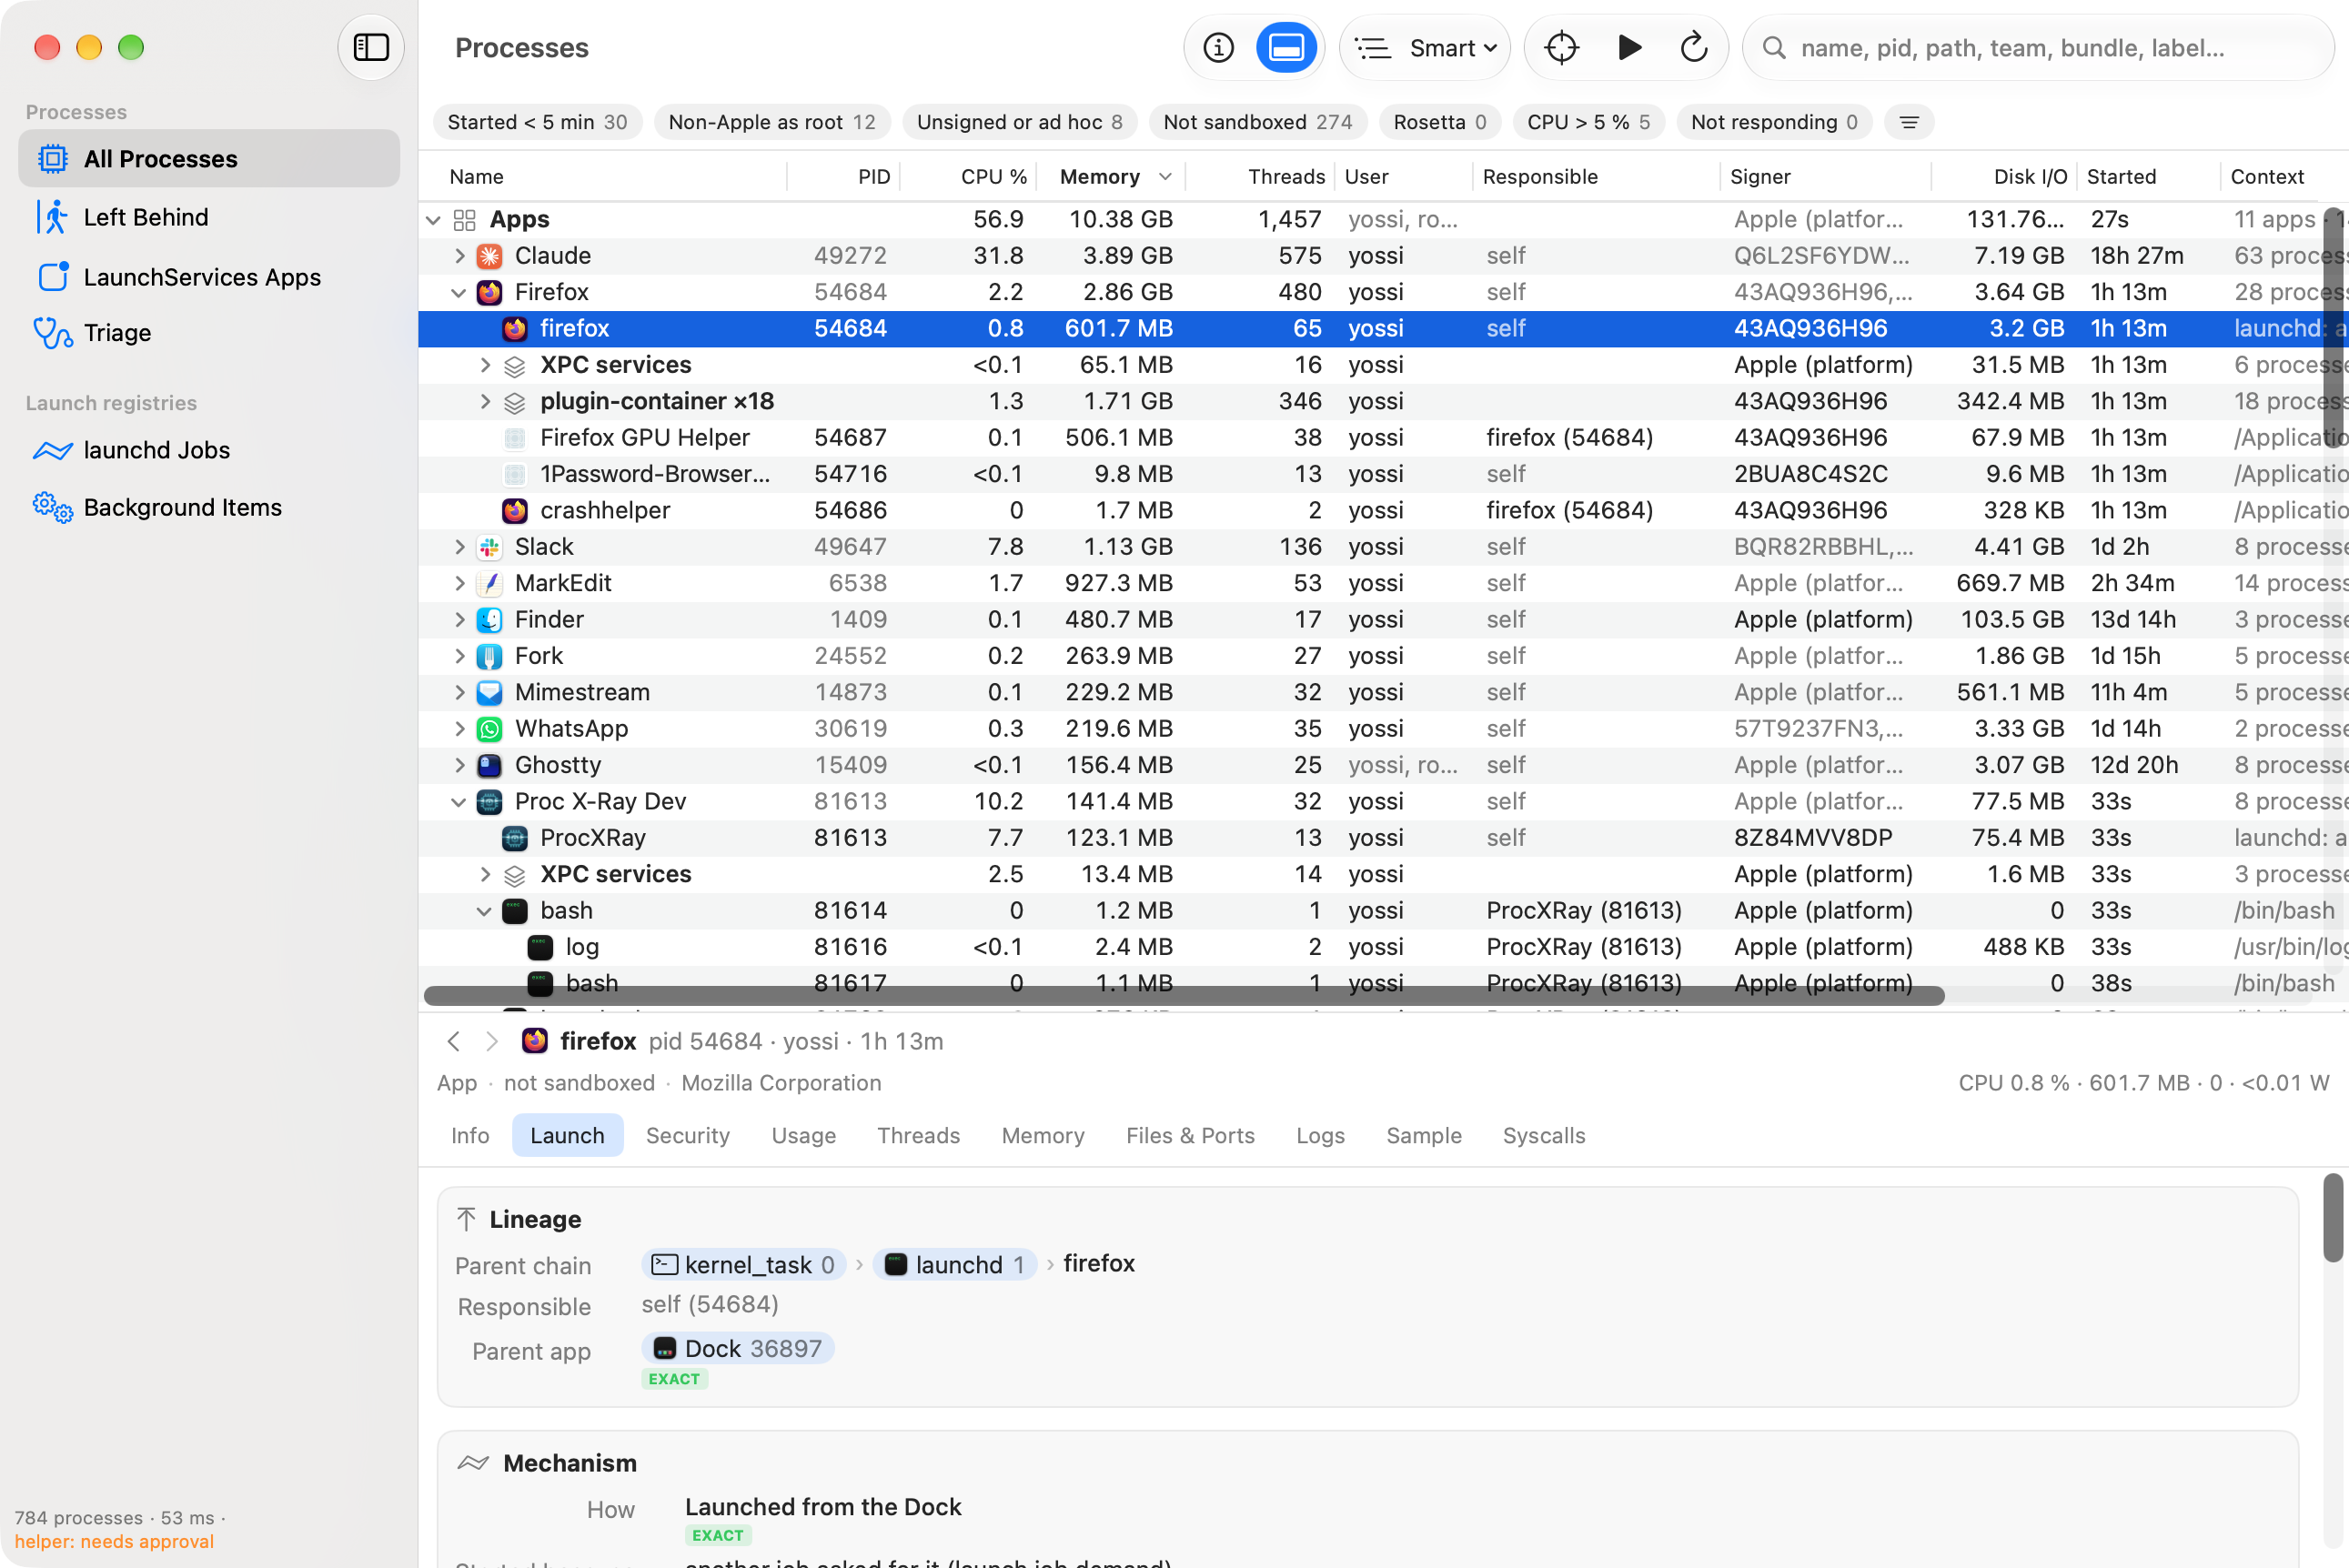 Processes
Smart
name, pid, path, team, bundle, label...
Processes
All Processes
Left Behind
LaunchServices Apps
Triage
Launch registries
launchd Jobs
Background Items
784 processes · 53 ms ·
helper: needs approval
Started < 5 min 30
Non-Apple as root 12
Unsigned or ad hoc 8
Not sandboxed 274
Rosetta 0
CPU > 5 % 5
Not responding 0
Name PID CPU % Memory Threads User Responsible Signer Disk I/O Started Context
Apps 56.9 10.38 GB 1,457 yossi, ro... Apple (platfor... 131.76... 27s 11 apps
Claude 49272 31.8 3.89 GB 575 yossi self Q6L2SF6YDW... 7.19 GB 18h 27m 63 process
Firefox 54684 2.2 2.86 GB 480 yossi self 43AQ936H96,... 3.64 GB 1h 13m 28 process
firefox 54684 0.8 601.7 MB 65 yossi self 43AQ936H96 3.2 GB 1h 13m launchd: a
XPC services <0.1 65.1 MB 16 yossi Apple (platform) 31.5 MB 1h 13m 6 processe
plugin-container ×18 1.3 1.71 GB 346 yossi 43AQ936H96 342.4 MB 1h 13m 18 process
Firefox GPU Helper 54687 0.1 506.1 MB 38 yossi firefox (54684) 43AQ936H96 67.9 MB 1h 13m /Applicatio
1Password-Browser... 54716 <0.1 9.8 MB 13 yossi self 2BUA8C4S2C 9.6 MB 1h 13m /Applicatio
crashhelper 54686 0 1.7 MB 2 yossi firefox (54684) 43AQ936H96 328 KB 1h 13m /Applicatio
Slack 49647 7.8 1.13 GB 136 yossi self BQR82RBBHL,... 4.41 GB 1d 2h 8 processe
MarkEdit 6538 1.7 927.3 MB 53 yossi self Apple (platfor... 669.7 MB 2h 34m 14 process
Finder 1409 0.1 480.7 MB 17 yossi self Apple (platform) 103.5 GB 13d 14h 3 processe
Fork 24552 0.2 263.9 MB 27 yossi self Apple (platfor... 1.86 GB 1d 15h 5 processe
Mimestream 14873 0.1 229.2 MB 32 yossi self Apple (platfor... 561.1 MB 11h 4m 5 processe
WhatsApp 30619 0.3 219.6 MB 35 yossi self 57T9237FN3,... 3.33 GB 1d 14h 2 processe
Ghostty 15409 <0.1 156.4 MB 25 yossi, ro... self Apple (platfor... 3.07 GB 12d 20h 8 processe
Proc X-Ray Dev 81613 10.2 141.4 MB 32 yossi self Apple (platfor... 77.5 MB 33s 8 processe
ProcXRay 81613 7.7 123.1 MB 13 yossi self 8Z84MVV8DP 75.4 MB 33s launchd: a
XPC services 2.5 13.4 MB 14 yossi Apple (platform) 1.6 MB 33s 3 processe
bash 81614 0 1.2 MB 1 yossi ProcXRay (81613) Apple (platform) 0 33s /bin/bash
log 81616 <0.1 2.4 MB 2 yossi ProcXRay (81613) Apple (platform) 488 KB 33s /usr/bin/log
bash 81617 0 1.1 MB 1 yossi ProcXRay (81613) Apple (platform) 0 38s /bin/bash
firefox pid 54684 · yossi · 1h 13m
App · not sandboxed · Mozilla Corporation
CPU 0.8 % · 601.7 MB · 0 · <0.01 W
Info Launch Security Usage Threads Memory Files & Ports Logs Sample Syscalls
Lineage
Parent chain kernel_task 0 › launchd 1 › firefox
Responsible self (54684)
Parent app Dock 36897
EXACT
Mechanism
How Launched from the Dock
EXACT
another job asked for it (launch job demand)